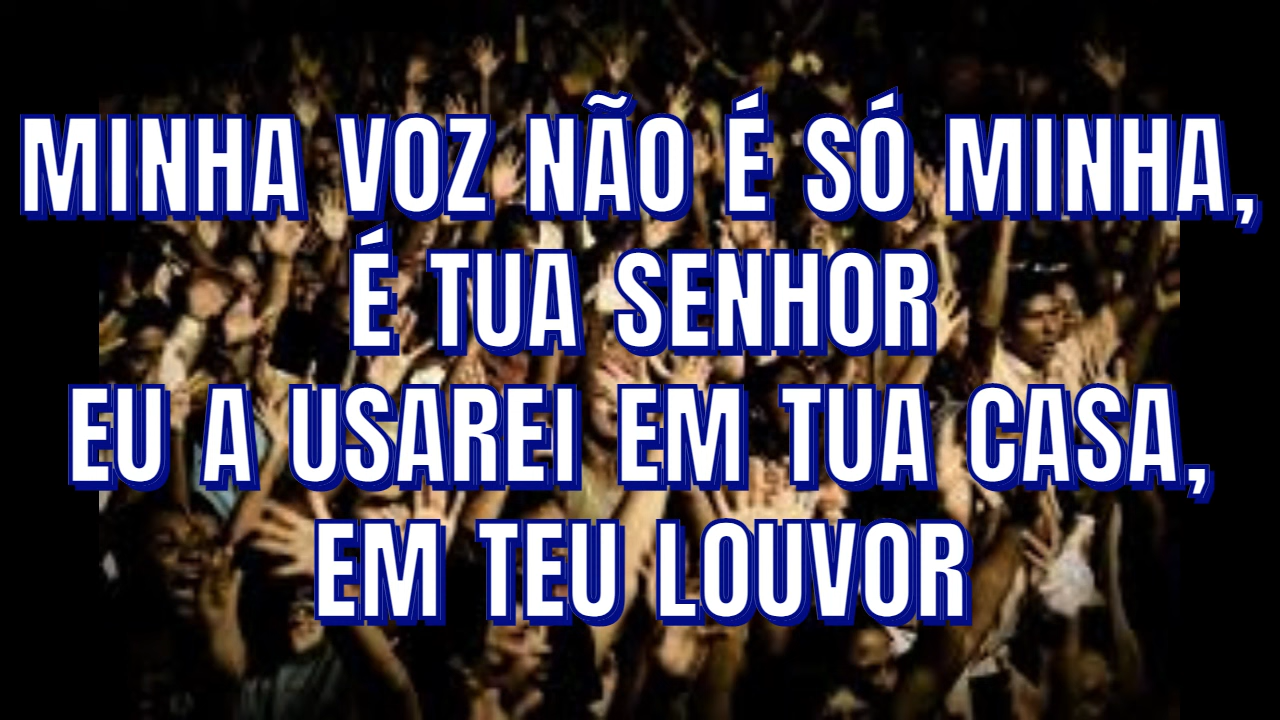 MINHA VOZ NÃO É SÓ MINHA,
É TUA SENHOR
EU A USAREI EM TUA CASA,
EM TEU LOUVOR